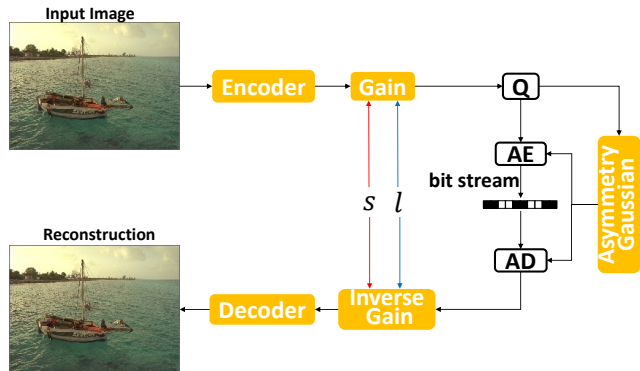 Input Image
Encoder
Gain
Q
AE
bit stream
s
l
Asymmetry
Gaussian
AD
Reconstruction
Decoder
Inverse
Gain